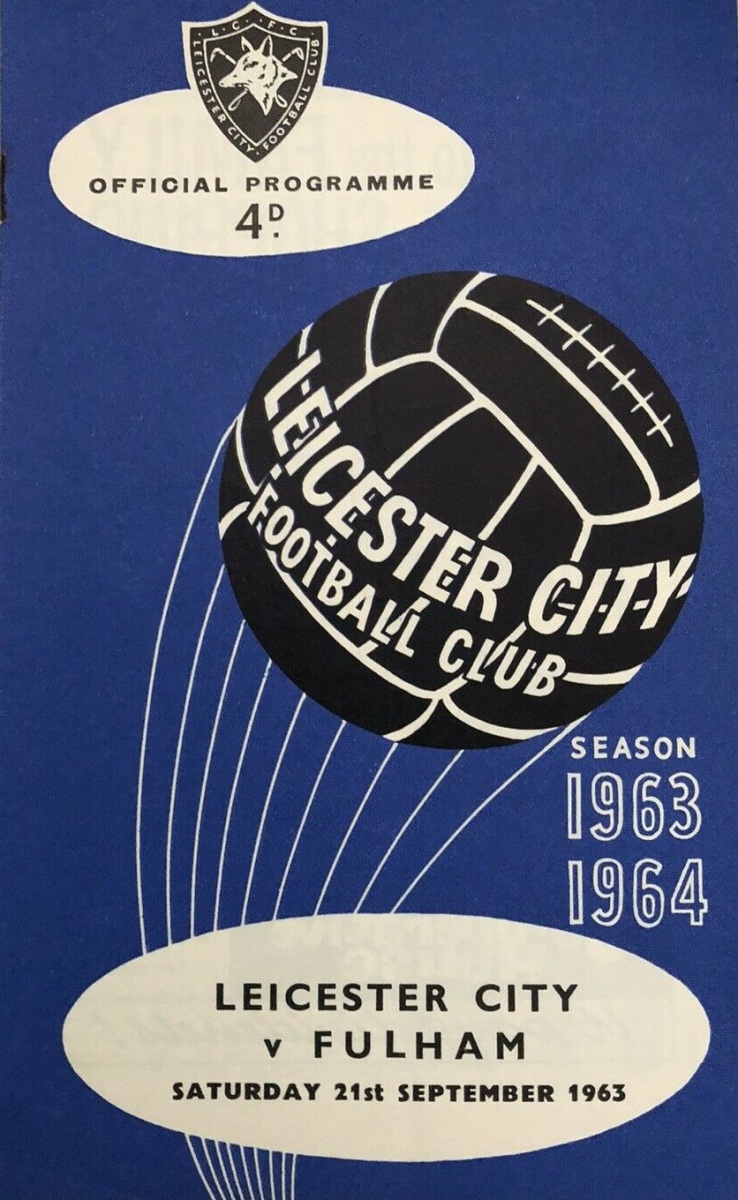 L.C.F.C.
LEICESTER CITY FOOTBALL CLUB
OFFICIAL PROGRAMME
4D.
LEICESTER CITY
FOOTBALL CLUB
SEASON
1963
1964
LEICESTER CITY
v FULHAM
SATURDAY 21st SEPTEMBER 1963